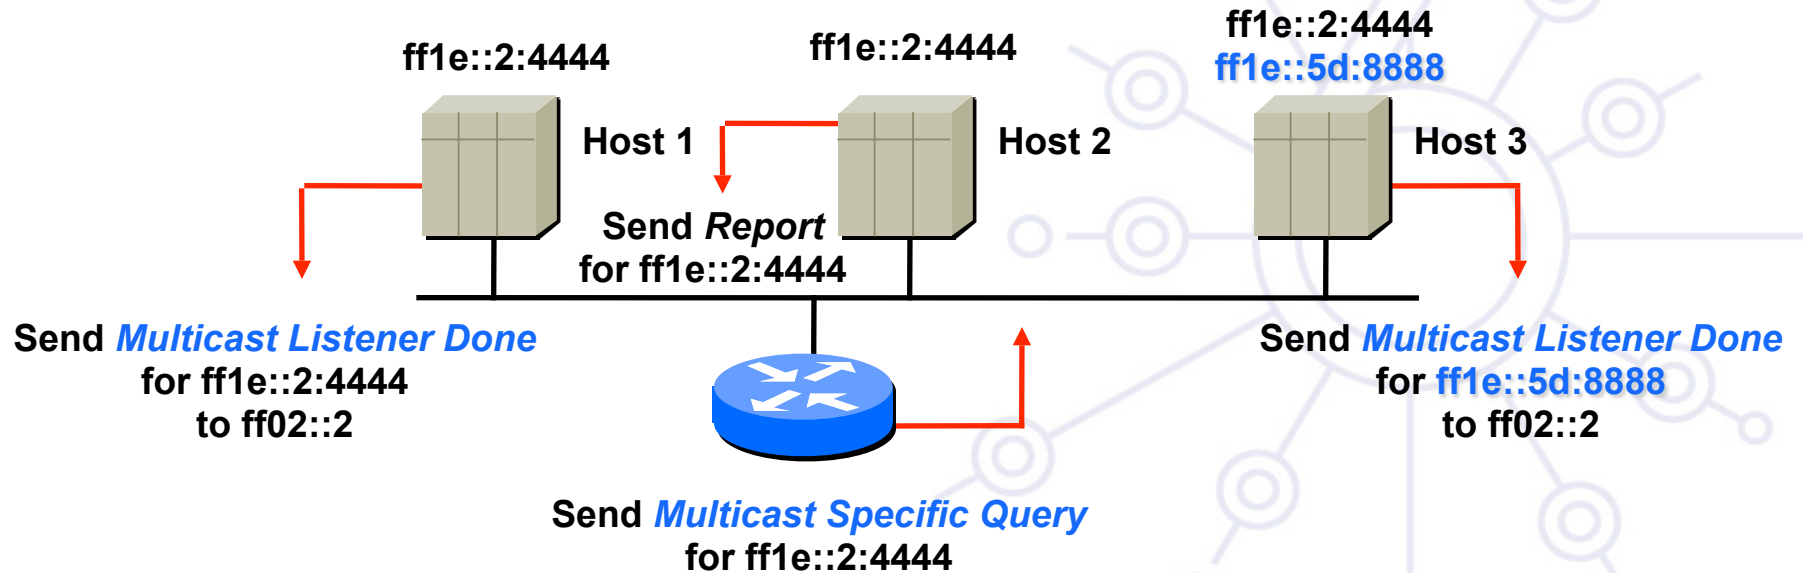 ff1e::2:4444
ff1e::2:4444
ff1e::2:4444
ff1e::5d:8888
Host 1
Host 2
Host 3
Send Report
for ff1e::2:4444
Send Multicast Listener Done
for ff1e::2:4444
to ff02::2
Send Multicast Listener Done
for ff1e::5d:8888
to ff02::2
Send Multicast Specific Query
for ff1e::2:4444